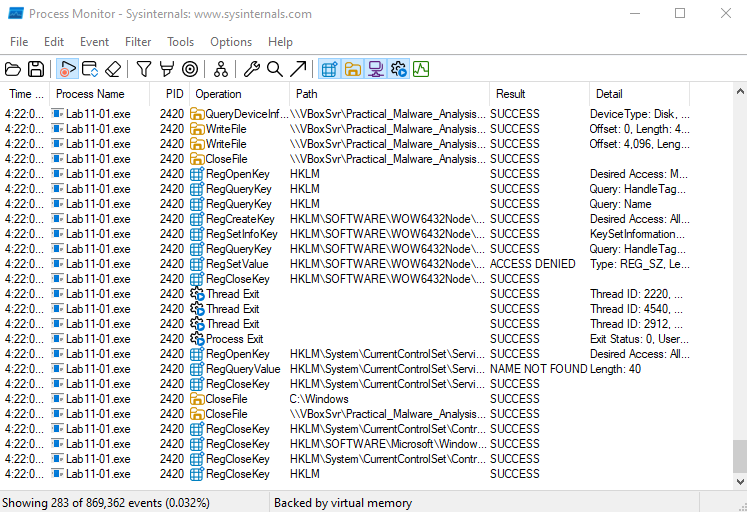 Process Monitor - Sysinternals: www.sysinternals.com
File Edit Event Filter Tools Options Help
Time ... Process Name PID Operation Path Result Detail
4:22:0... Lab11-01.exe 2420 QueryDeviceInf... \\VBoxSvr\Practical_Malware_Analysis... SUCCESS DeviceType: Disk, ...
4:22:0... Lab11-01.exe 2420 WriteFile \\VBoxSvr\Practical_Malware_Analysis... SUCCESS Offset: 0, Length: 4...
4:22:0... Lab11-01.exe 2420 WriteFile \\VBoxSvr\Practical_Malware_Analysis... SUCCESS Offset: 4,096, Leng...
4:22:0... Lab11-01.exe 2420 CloseFile \\VBoxSvr\Practical_Malware_Analysis... SUCCESS
4:22:0... Lab11-01.exe 2420 RegOpenKey HKLM SUCCESS Desired Access: M...
4:22:0... Lab11-01.exe 2420 RegQueryKey HKLM SUCCESS Query: HandleTag...
4:22:0... Lab11-01.exe 2420 RegQueryKey HKLM SUCCESS Query: Name
4:22:0... Lab11-01.exe 2420 RegCreateKey HKLM\SOFTWARE\WOW6432Node\... SUCCESS Desired Access: All...
4:22:0... Lab11-01.exe 2420 RegSetInfoKey HKLM\SOFTWARE\WOW6432Node\... SUCCESS KeySetInformation...
4:22:0... Lab11-01.exe 2420 RegQueryKey HKLM\SOFTWARE\WOW6432Node\... SUCCESS Query: HandleTag...
4:22:0... Lab11-01.exe 2420 RegSetValue HKLM\SOFTWARE\WOW6432Node\... ACCESS DENIED Type: REG_SZ, Le...
4:22:0... Lab11-01.exe 2420 RegCloseKey HKLM\SOFTWARE\WOW6432Node\... SUCCESS
4:22:0... Lab11-01.exe 2420 Thread Exit SUCCESS Thread ID: 2220, ...
4:22:0... Lab11-01.exe 2420 Thread Exit SUCCESS Thread ID: 4540, ...
4:22:0... Lab11-01.exe 2420 Thread Exit SUCCESS Thread ID: 2912, ...
4:22:0... Lab11-01.exe 2420 Process Exit SUCCESS Exit Status: 0, User...
4:22:0... Lab11-01.exe 2420 RegOpenKey HKLM\System\CurrentControlSet\Servi... SUCCESS Desired Access: All...
4:22:0... Lab11-01.exe 2420 RegQueryValue HKLM\System\CurrentControlSet\Servi... NAME NOT FOUND Length: 40
4:22:0... Lab11-01.exe 2420 RegCloseKey HKLM\System\CurrentControlSet\Servi... SUCCESS
4:22:0... Lab11-01.exe 2420 CloseFile C:\Windows SUCCESS
4:22:0... Lab11-01.exe 2420 CloseFile \\VBoxSvr\Practical_Malware_Analysis... SUCCESS
4:22:0... Lab11-01.exe 2420 RegCloseKey HKLM\System\CurrentControlSet\Contr... SUCCESS
4:22:0... Lab11-01.exe 2420 RegCloseKey HKLM\SOFTWARE\Microsoft\Window... SUCCESS
4:22:0... Lab11-01.exe 2420 RegCloseKey HKLM\System\CurrentControlSet\Contr... SUCCESS
4:22:0... Lab11-01.exe 2420 RegCloseKey HKLM SUCCESS
Showing 283 of 869,362 events (0.032%) Backed by virtual memory